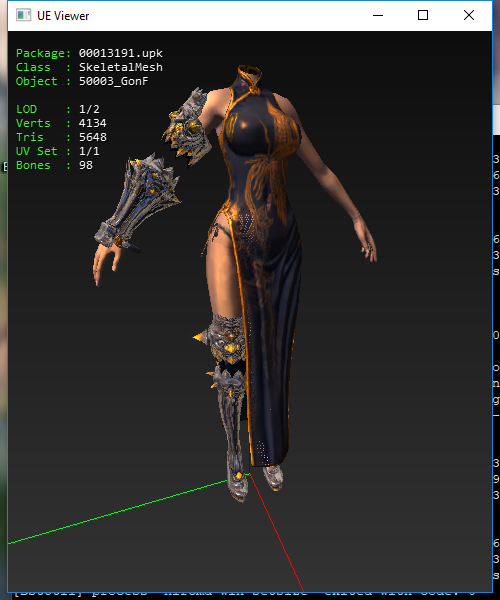 UE Viewer
Package: 00013191.upk
Class : SkeletalMesh
Object : 50003_GonF
LOD : 1/2
Verts : 4134
Tris : 5648
UV Set : 1/1
Bones : 98